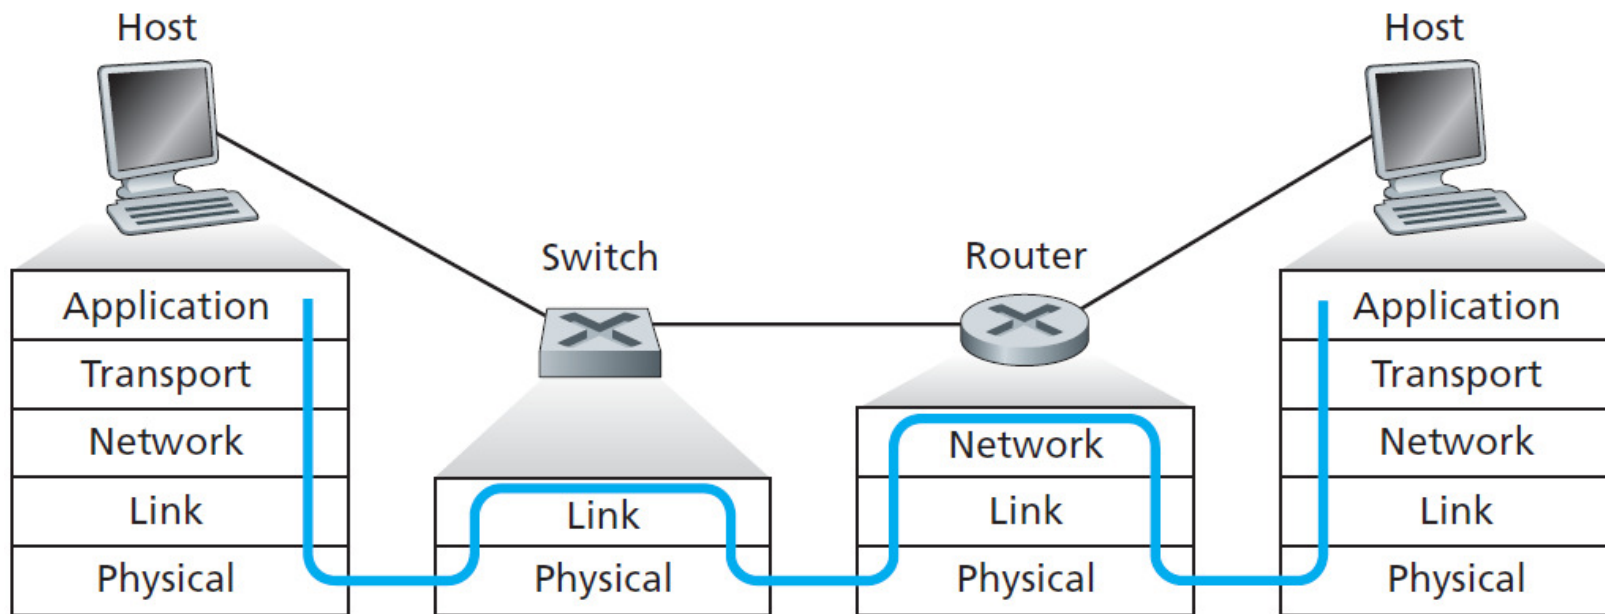 Host
Host
Switch
Router
Application
Transport
Network
Link
Physical
Link
Physical
Network
Link
Physical
Application
Transport
Network
Link
Physical